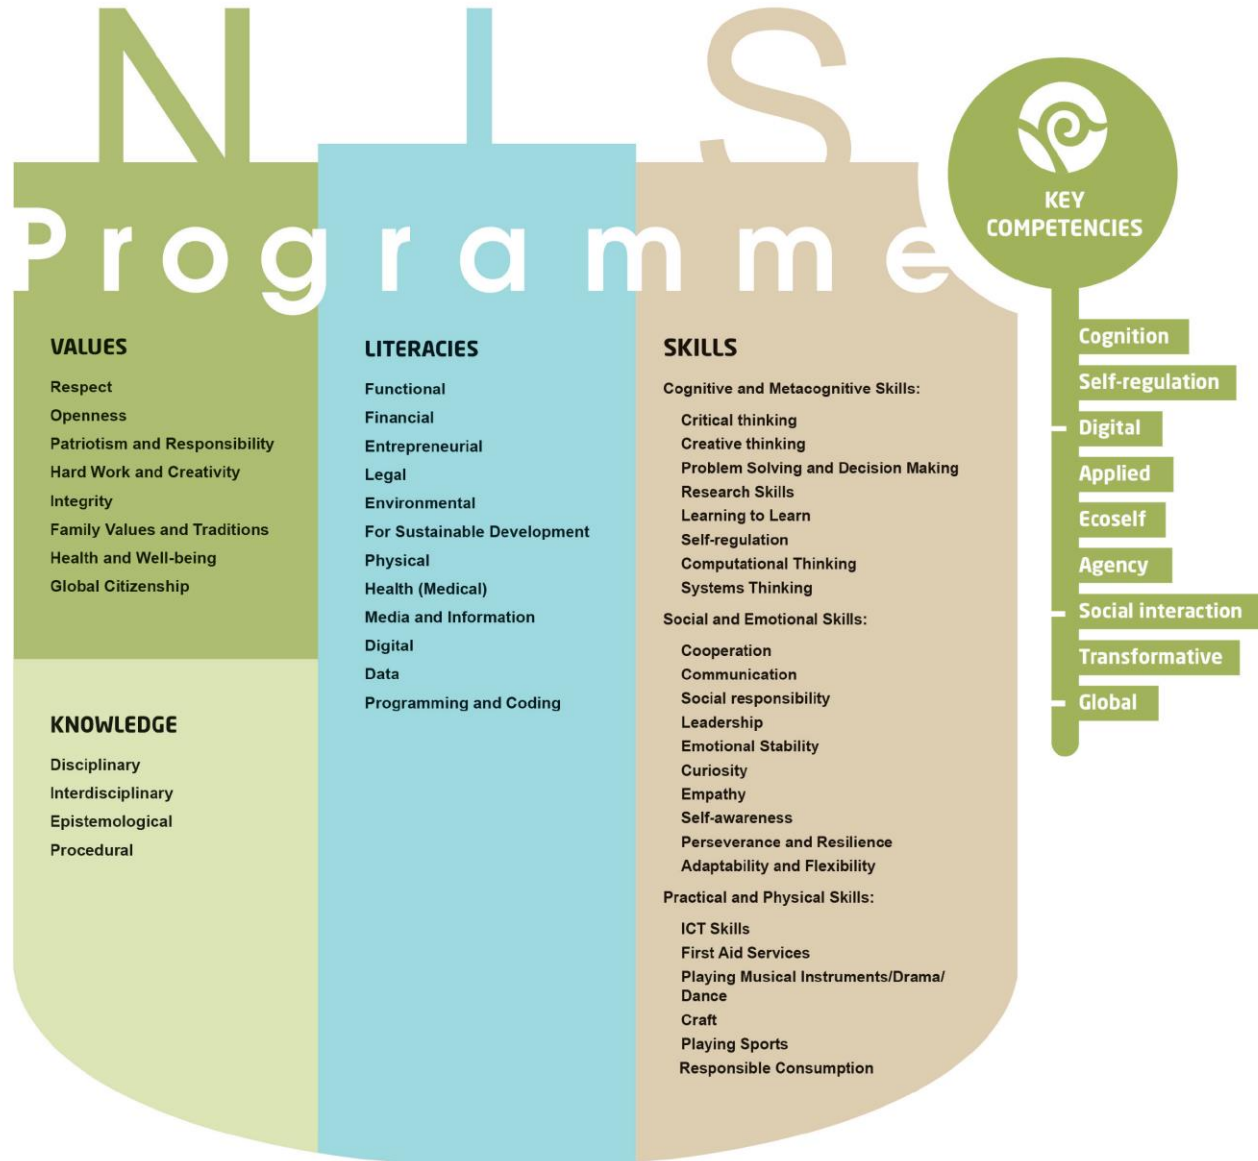 NIS
Programme
VALUES
Respect
Openness
Patriotism and Responsibility
Hard Work and Creativity
Integrity
Family Values and Traditions
Health and Well-being
Global Citizenship
KNOWLEDGE
Disciplinary
Interdisciplinary
Epistemological
Procedural
LITERACIES
Functional
Financial
Entrepreneurial
Legal
Environmental
For Sustainable Development
Physical
Health (Medical)
Media and Information
Digital
Data
Programming and Coding
SKILLS
Cognitive and Metacognitive Skills:
Critical thinking
Creative thinking
Problem Solving and Decision Making
Research Skills
Learning to Learn
Self-regulation
Computational Thinking
Systems Thinking
Social and Emotional Skills:
Cooperation
Communication
Social responsibility
Leadership
Emotional Stability
Curiosity
Empathy
Self-awareness
Perseverance and Resilience
Adaptability and Flexibility
Practical and Physical Skills:
ICT Skills
First Aid Services
Playing Musical Instruments/Drama/
Dance
Craft
Playing Sports
Responsible Consumption
KEY
COMPETENCIES
Cognition
Self-regulation
Digital
Applied
Ecoself
Agency
Social interaction
Transformative
Global